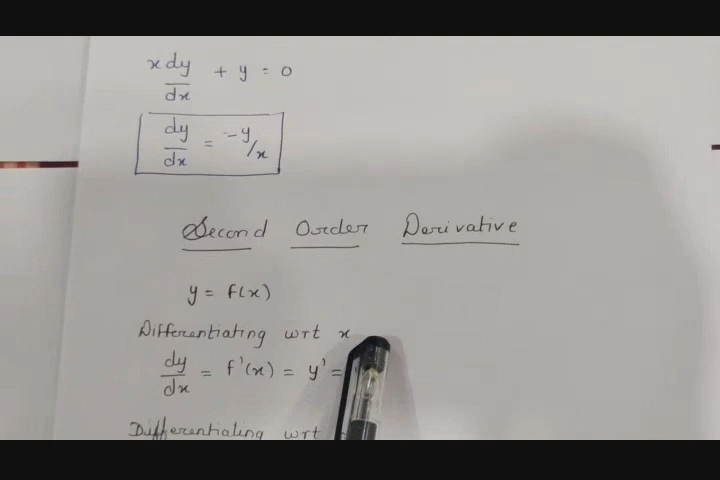 x dy/dx + y = 0
dy/dx = -y/x
Second Order Derivative
y = f(x)
Differentiating wrt x
dy/dx = f'(x) = y' =
Differentiating wrt